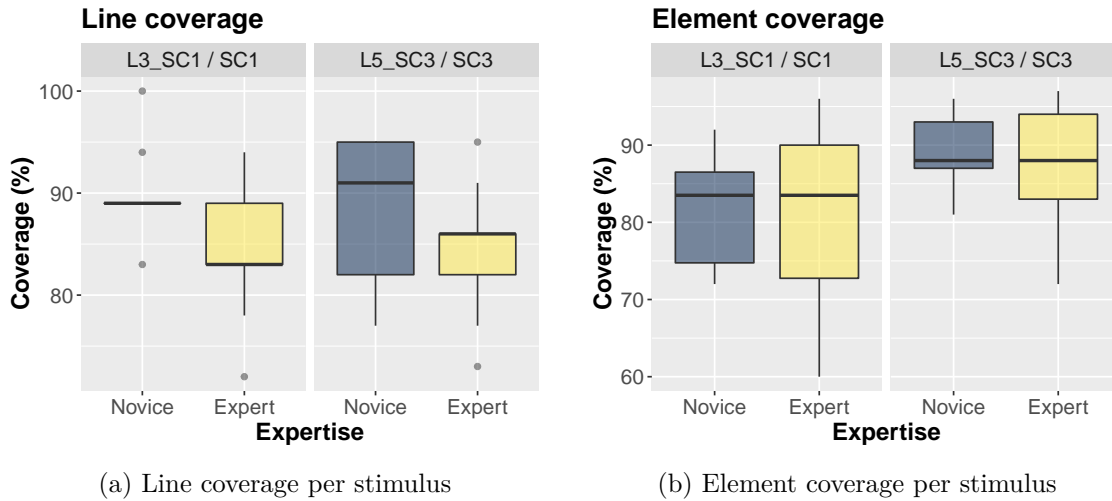 Line coverage
L3_SC1 / SC1 L5_SC3 / SC3
100
90
80
Coverage (%)
Novice Expert Novice Expert
Expertise
(a) Line coverage per stimulus
Element coverage
L3_SC1 / SC1 L5_SC3 / SC3
90
80
70
60
Coverage (%)
Novice Expert Novice Expert
Expertise
(b) Element coverage per stimulus